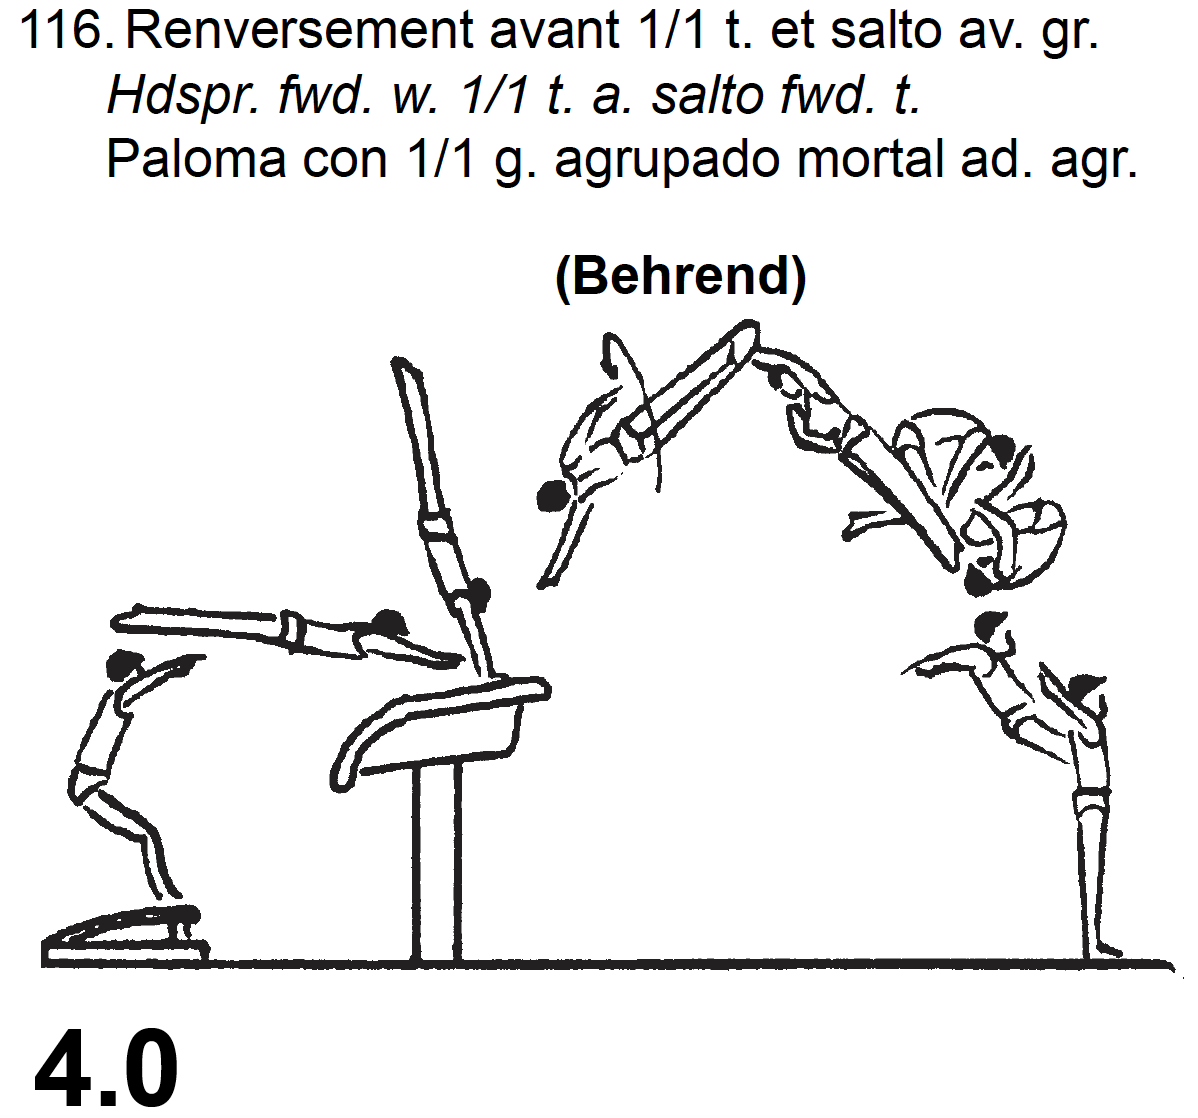 116. Renversement avant 1/1 t. et salto av. gr.
Hdspr. fwd. w. 1/1 t. a. salto fwd. t.
Paloma con 1/1 g. agrupado mortal ad. agr.
(Behrend)
4.0